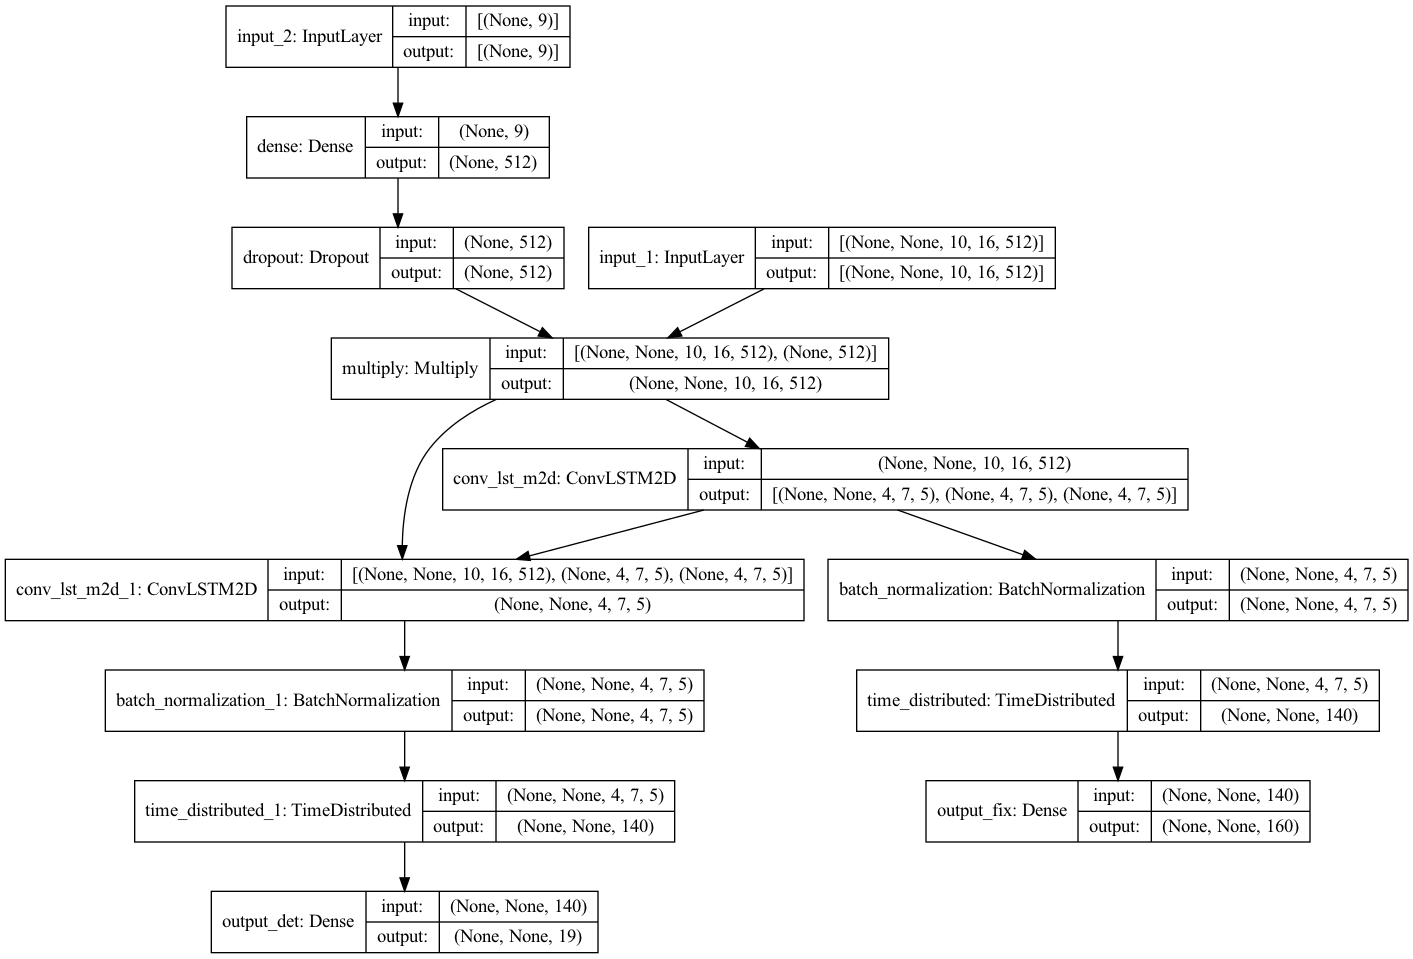 input_2: InputLayer
input:
[(None, 9)]
output:
[(None, 9)]
dense: Dense
input:
(None, 9)
output:
(None, 512)
dropout: Dropout
input:
(None, 512)
output:
(None, 512)
input_1: InputLayer
input:
[(None, None, 10, 16, 512)]
output:
[(None, None, 10, 16, 512)]
multiply: Multiply
input:
[(None, None, 10, 16, 512), (None, 512)]
output:
(None, None, 10, 16, 512)
conv_lst_m2d: ConvLSTM2D
input:
(None, None, 10, 16, 512)
output:
[(None, None, 4, 7, 5), (None, 4, 7, 5), (None, 4, 7, 5)]
conv_lst_m2d_1: ConvLSTM2D
input:
[(None, None, 10, 16, 512), (None, 4, 7, 5), (None, 4, 7, 5)]
output:
(None, None, 4, 7, 5)
batch_normalization: BatchNormalization
input:
(None, None, 4, 7, 5)
output:
(None, None, 4, 7, 5)
batch_normalization_1: BatchNormalization
input:
(None, None, 4, 7, 5)
output:
(None, None, 4, 7, 5)
time_distributed: TimeDistributed
input:
(None, None, 4, 7, 5)
output:
(None, None, 140)
time_distributed_1: TimeDistributed
input:
(None, None, 4, 7, 5)
output:
(None, None, 140)
output_fix: Dense
input:
(None, None, 140)
output:
(None, None, 160)
output_det: Dense
input:
(None, None, 140)
output:
(None, None, 19)